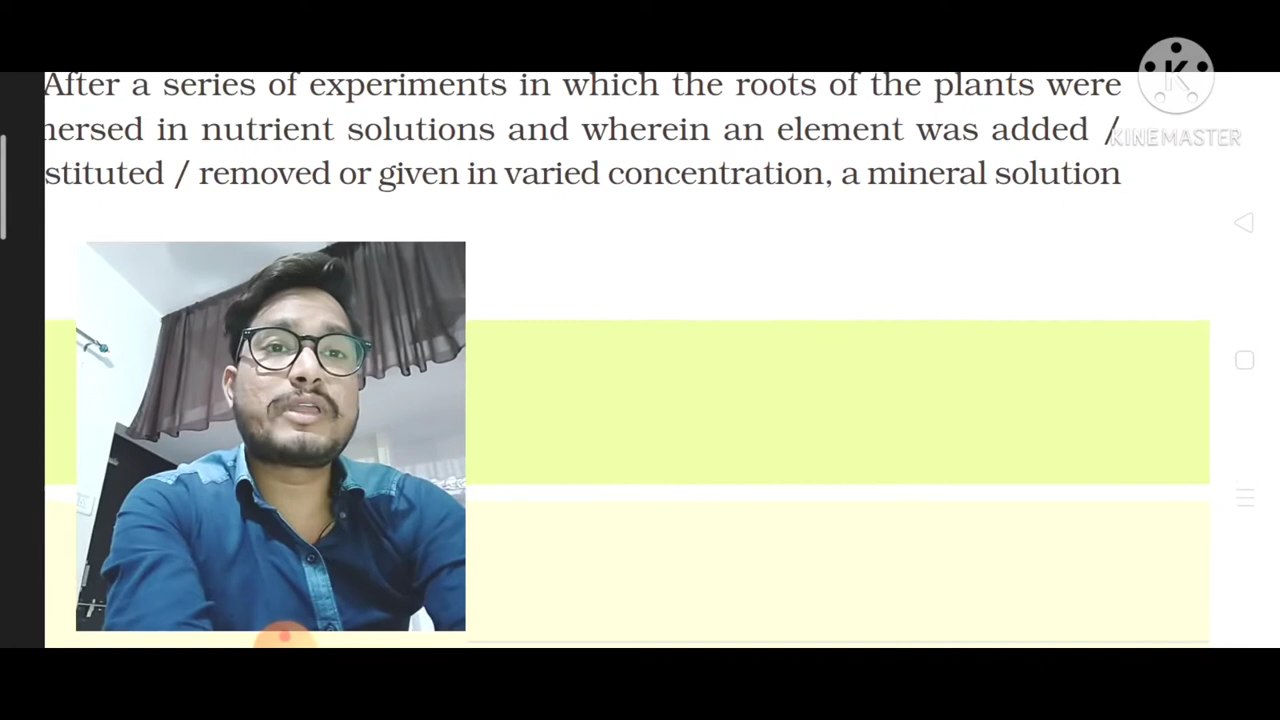 After a series of experiments in which the roots of the plants were
mersed in nutrient solutions and wherein an element was added /
stituted / removed or given in varied concentration, a mineral solution
K
KINEMASTER